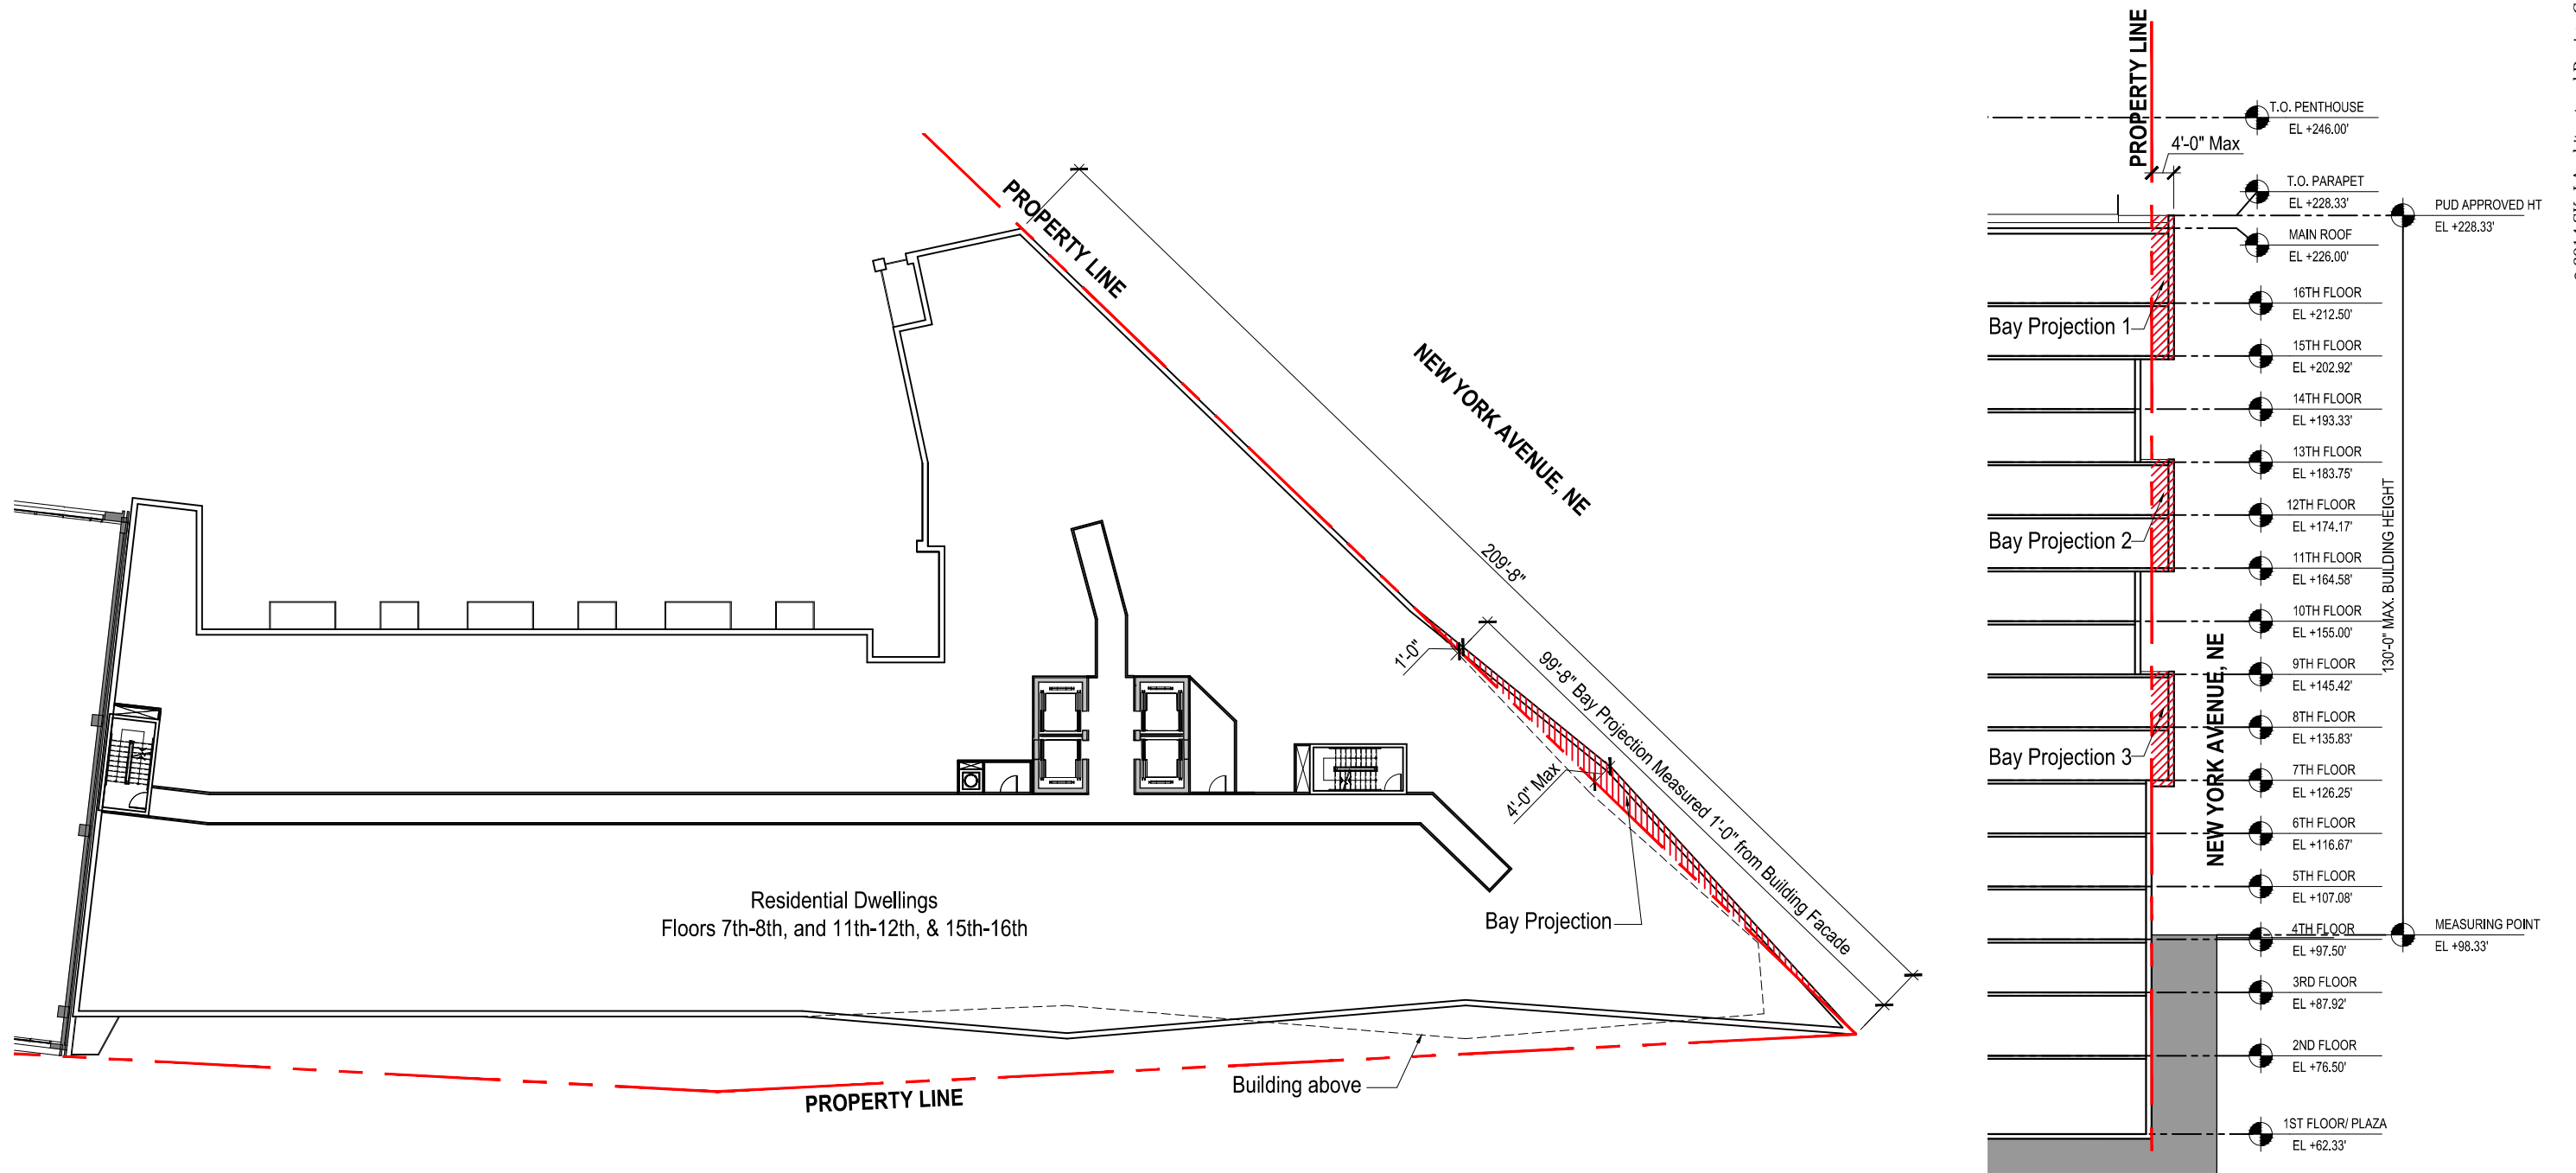 PROPERTY LINE
NEW YORK AVENUE, NE
209'-8"
1'-0"
99'-8" Bay Projection Measured 1'-0" from Building Facade
4'-0" Max
Bay Projection
Residential Dwellings
Floors 7th-8th, and 11th-12th, & 15th-16th
Building above
PROPERTY LINE
PROPERTY LINE
T.O. PENTHOUSE
EL +246.00'
4'-0" Max
T.O. PARAPET
EL +228.33'
PUD APPROVED HT
EL +228.33'
MAIN ROOF
EL +226.00'
16TH FLOOR
EL +212.50'
Bay Projection 1
15TH FLOOR
EL +202.92'
14TH FLOOR
EL +193.33'
13TH FLOOR
EL +183.75'
12TH FLOOR
EL +174.17'
Bay Projection 2
11TH FLOOR
EL +164.58'
130'-0" MAX. BUILDING HEIGHT
10TH FLOOR
EL +155.00'
9TH FLOOR
EL +145.42'
NEW YORK AVENUE, NE
8TH FLOOR
EL +135.83'
Bay Projection 3
7TH FLOOR
EL +126.25'
6TH FLOOR
EL +116.67'
5TH FLOOR
EL +107.08'
4TH FLOOR
EL +97.50'
MEASURING POINT
EL +98.33'
3RD FLOOR
EL +87.92'
2ND FLOOR
EL +76.50'
1ST FLOOR/ PLAZA
EL +62.33'